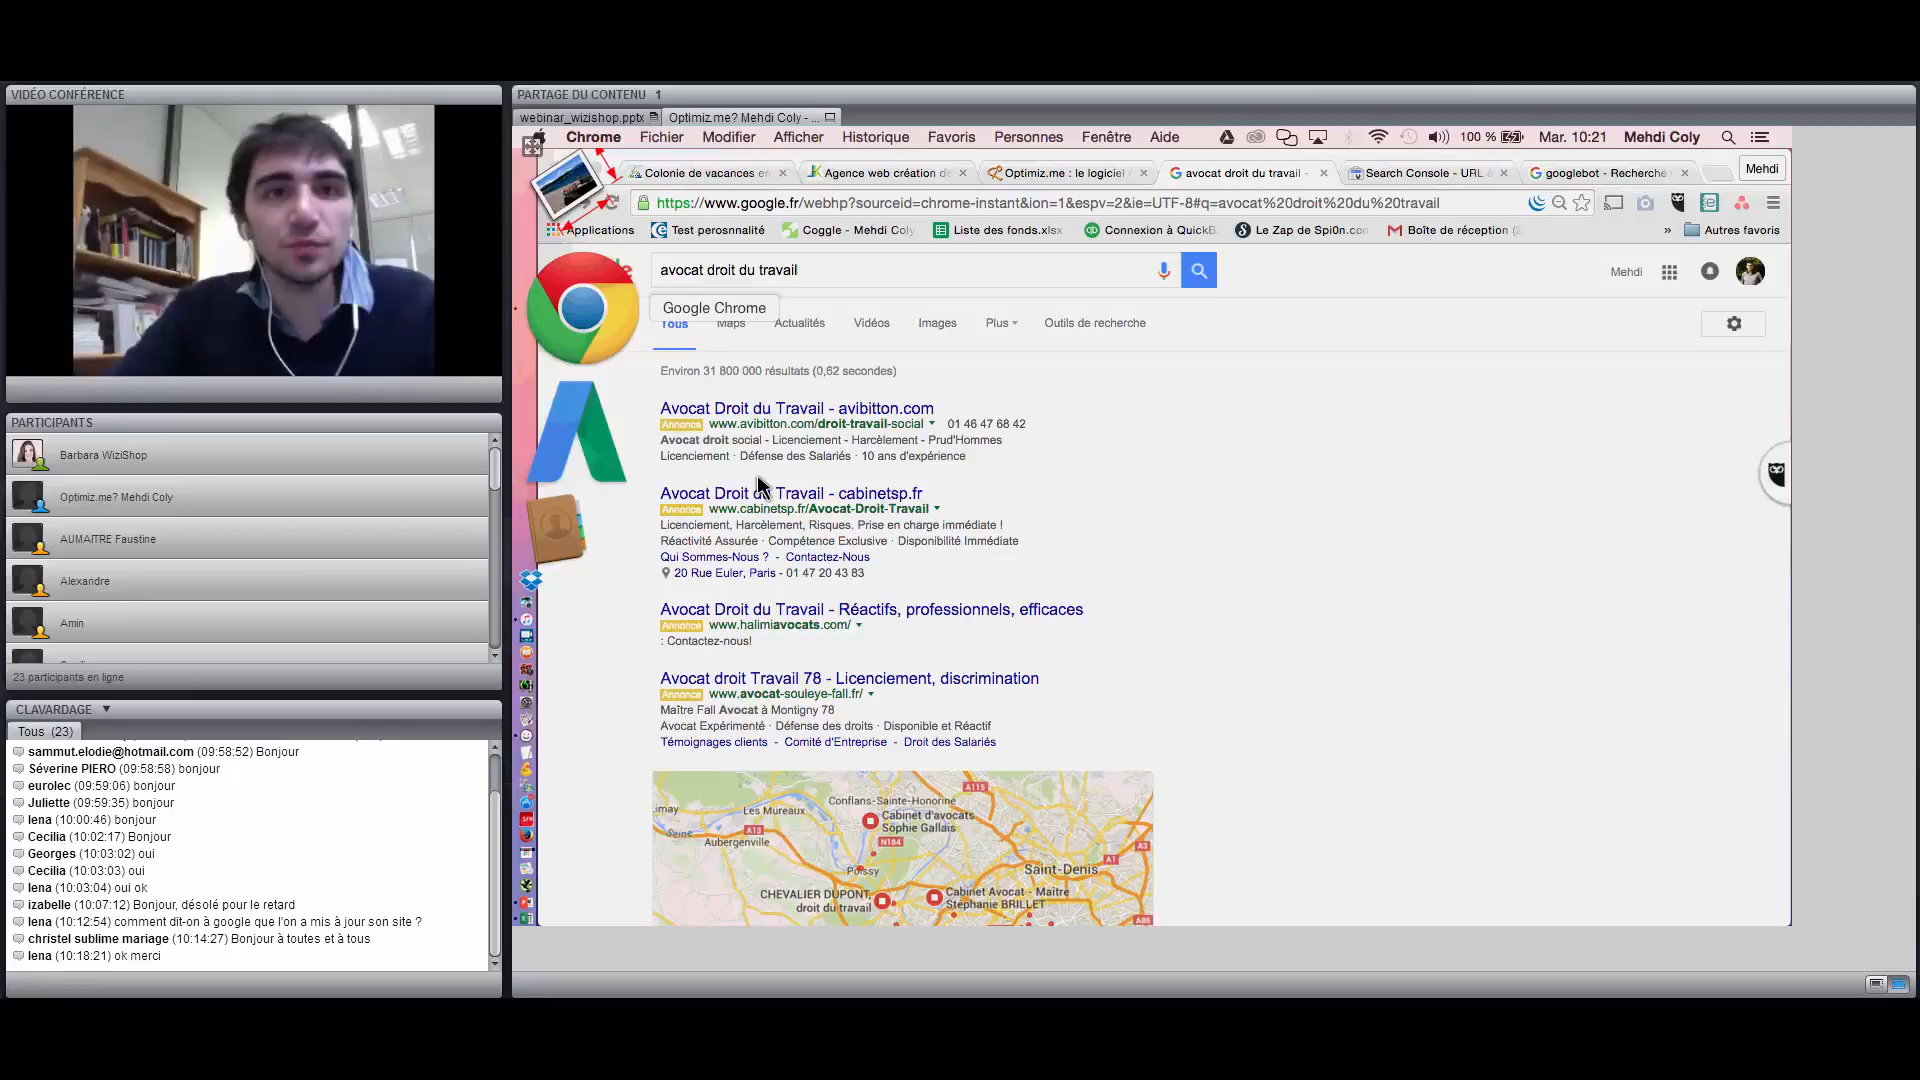 VIDÉO CONFÉRENCE
PARTICIPANTS
Barbara WiziShop
Optimiz.me? Mehdi Coly
AUMAITRE Faustine
Alexandre
Amin
23 participants en ligne
CLAVARDAGE
Tous (23)
sammut.elodie@hotmail.com (09:58:52) Bonjour
Séverine PIERO (09:58:58) bonjour
eurolec (09:59:06) bonjour
Juliette (09:59:35) bonjour
lena (10:00:46) bonjour
Cecilia (10:02:17) Bonjour
Georges (10:03:02) oui
Cecilia (10:03:03) oui
lena (10:03:04) oui ok
izabelle (10:07:12) Bonjour, désolé pour le retard
lena (10:12:54) comment dit-on à google que l'on a mis à jour son site ?
christel sublime mariage (10:14:27) Bonjour à toutes et à tous
lena (10:18:21) ok merci
PARTAGE DU CONTENU 1
webinar_wizishop.pptx Optimiz.me? Mehdi Coly - ...
Chrome Fichier Modifier Afficher Historique Favoris Personnes Fenêtre Aide 100 % Mar. 10:21 Mehdi Coly
Colonie de vacances en Agence web création de Optimiz.me : le logiciel avocat droit du travail - Search Console - URL googlebot - Recherche Mehdi
https://www.google.fr/webhp?sourceid=chrome-instant&ion=1&espv=2&ie=UTF-8#q=avocat%20droit%20du%20travail
Applications Test perosnnalité Coggle - Mehdi Coly Liste des fonds.xlsx Connexion à QuickB Le Zap de Spi0n.com Boîte de réception » Autres favoris
avocat droit du travail
Mehdi
Google Chrome
Tous Maps Actualités Vidéos Images Plus Outils de recherche
Environ 31 800 000 résultats (0,62 secondes)
Avocat Droit du Travail - avibitton.com
Annonce www.avibitton.com/droit-travail-social 01 46 47 68 42
Avocat droit social - Licenciement - Harcèlement - Prud'Hommes
Licenciement · Défense des Salariés · 10 ans d'expérience
Avocat Droit du Travail - cabinetsp.fr
Annonce www.cabinetsp.fr/Avocat-Droit-Travail
Licenciement, Harcèlement, Risques. Prise en charge immédiate !
Réactivité Assurée · Compétence Exclusive · Disponibilité Immédiate
Qui Sommes-Nous ? - Contactez-Nous
20 Rue Euler, Paris - 01 47 20 43 83
Avocat Droit du Travail - Réactifs, professionnels, efficaces
Annonce www.halimiavocats.com/
: Contactez-nous!
Avocat droit Travail 78 - Licenciement, discrimination
Annonce www.avocat-souleye-fall.fr/
Maître Fall Avocat à Montigny 78
Avocat Expérimenté · Défense des droits · Disponible et Réactif
Témoignages clients - Comité d'Entreprise - Droit des Salariés
A115
Conflans-Sainte-Honorine
Les Mureaux
Cabinet d'avocats
Sophie Gallais
Seine
A13
Aubergenville
N184
A1
A3
Poissy
Saint-Denis
CHEVALIER DUPONT,
droit du travail
Cabinet Avocat - Maître
Stephanie BRILLET
A86
SFR